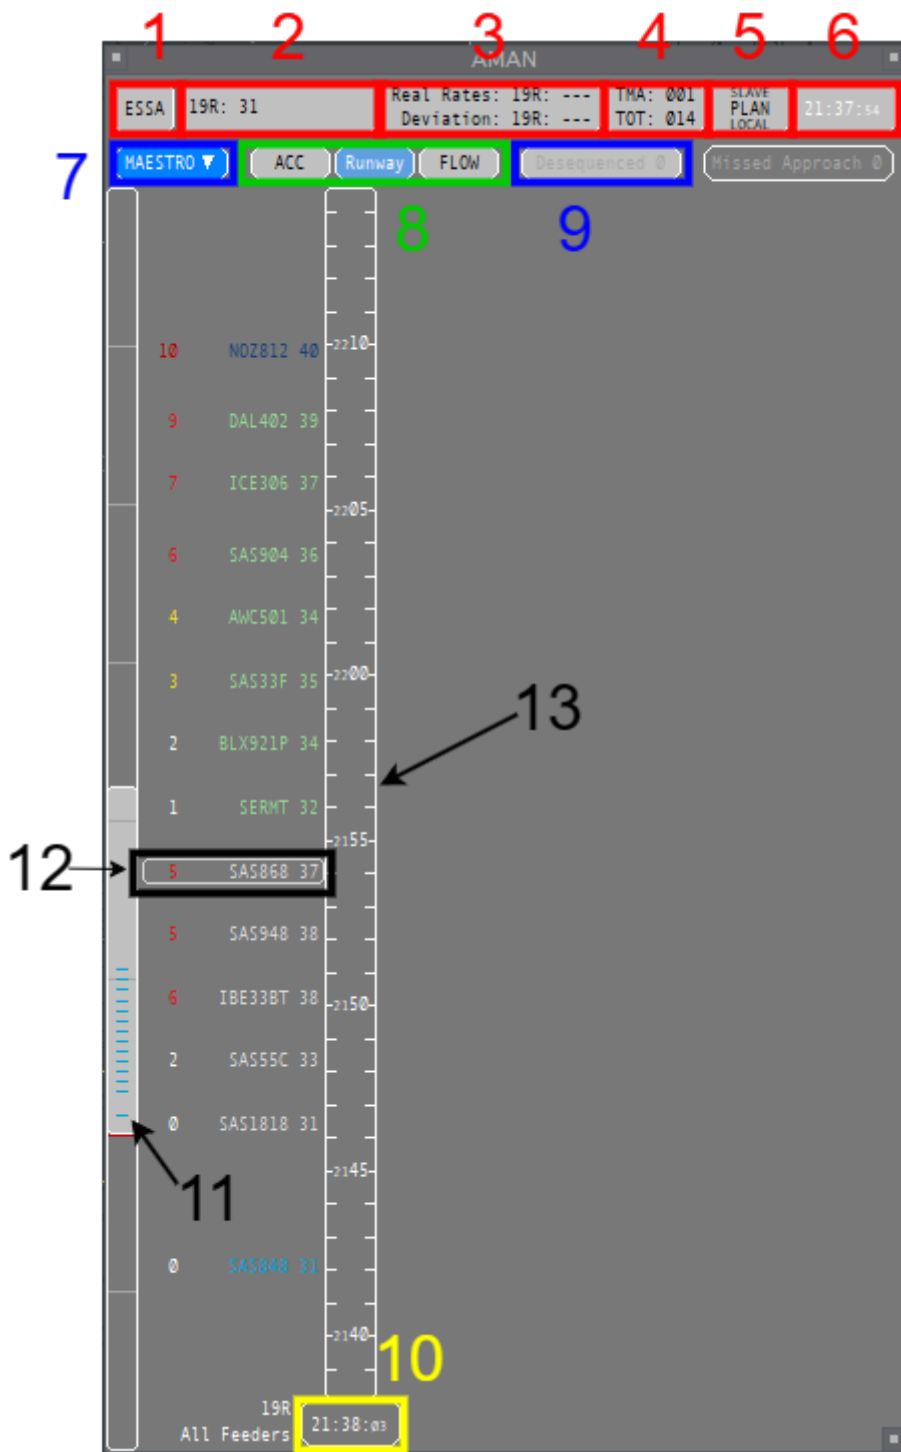 1 2 3 4 5 6
AMAN
ESSA 19R: 31 Real Rates: 19R: --- TMA: 001 SLAVE
Deviation: 19R: --- TOT: 014 PLAN
LOCAL
21:37:54
7 MAESTRO ▼ ACC Runway FLOW Desequenced 0 Missed Approach 0
8 9
10 NOZ812 40 2210
9 DAL402 39
7 ICE306 37
2205
6 SAS904 36
4 AWC501 34
3 SAS33F 35 2200
13
2 BLX921P 34
1 SERMT 32
2155
12 5 SAS868 37
5 SAS948 38
6 IBE33BT 38 2150
2 SAS55C 33
0 SAS1818 31
11 2145
0 SAS848 31
2140
10
19R
All Feeders 21:38:03